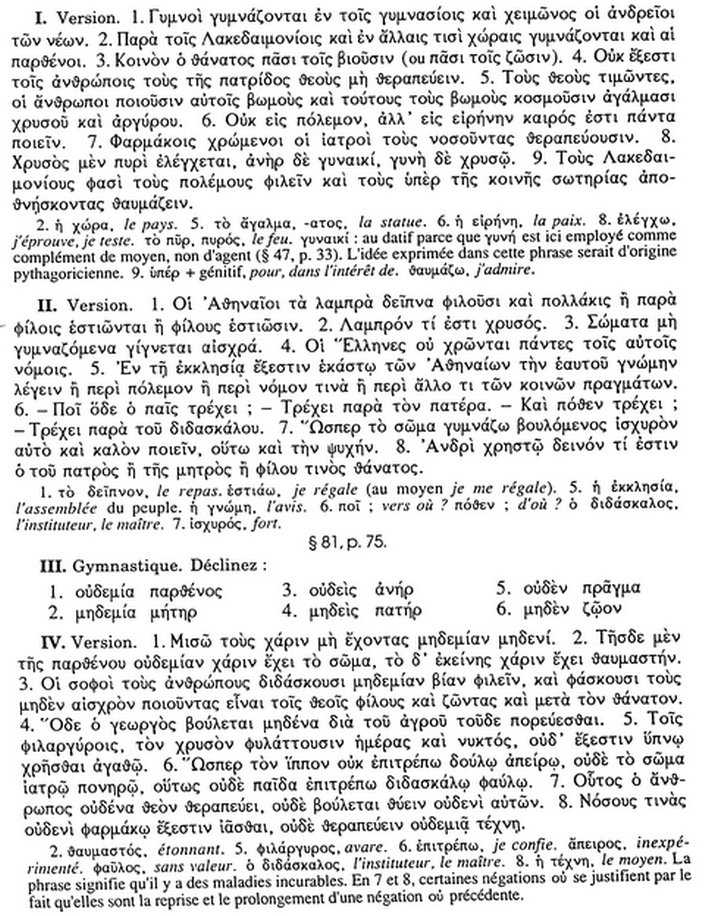 I. Version. 1. Γυμνοὶ γυμνάζονται ἐν τοῖς γυμνασίοις καὶ χειμῶνος οἱ ἀνδρεῖοι
τῶν νέων. 2. Παρὰ τοῖς Λακεδαιμονίοις καὶ ἐν ἄλλαις τισὶ χώραις γυμνάζονται καὶ αἱ
παρθένοι. 3. Κοινὸν ὁ θάνατος πᾶσι τοῖς βιοῦσιν (ou πᾶσι τοῖς ζῶσιν). 4. Οὐκ ἔξεστι
τοῖς ἀνθρώποις τοὺς τῆς πατρίδος θεοὺς μὴ θεραπεύειν. 5. Τοὺς θεοὺς τιμῶντες,
οἱ ἄνθρωποι ποιοῦσιν αὐτοῖς βωμοὺς καὶ τούτους τοὺς βωμοὺς κοσμοῦσιν ἀγάλμασι
χρυσοῦ καὶ ἀργύρου. 6. Οὐκ εἰς πόλεμον, ἀλλ’ εἰς εἰρήνην καιρός ἐστι πάντα
ποιεῖν. 7. Φαρμάκοις χρώμενοι οἱ ἰατροὶ τοὺς νοσοῦντας θεραπεύουσιν. 8.
Χρυσὸς μὲν πυρὶ ἐλέγχεται, ἀνὴρ δὲ γυναικί, γυνὴ δὲ χρυσῷ. 9. Τοὺς Λακεδαι-
μονίους φασὶ τοὺς πολέμους φιλεῖν καὶ τοὺς ὑπὲρ τῆς κοινῆς σωτηρίας ἀπο-
θνῄσκοντας θαυμάζειν.
2. ἡ χώρα, le pays. 5. τὸ ἄγαλμα, -ατος, la statue. 6. ἡ εἰρήνη, la paix. 8. ἐλέγχω,
j'éprouve, je teste. τὸ πῦρ, πυρός, le feu. γυναικί : au datif parce que γυνή est ici employé comme
complément de moyen, non d'agent (§ 47, p. 33). L'idée exprimée dans cette phrase serait d'origine
pythagoricienne. 9. ὑπέρ + génitif, pour, dans l'intérêt de. θαυμάζω, j'admire.
II. Version. 1. Οἱ Ἀθηναῖοι τὰ λαμπρὰ δεῖπνα φιλοῦσι καὶ πολλάκις ἢ παρὰ
φίλοις ἑστιῶνται ἢ φίλους ἑστιῶσιν. 2. Λαμπρόν τί ἐστι χρυσός. 3. Σώματα μὴ
γυμναζόμενα γίγνεται αἰσχρά. 4. Οἱ Ἕλληνες οὐ χρῶνται πάντες τοῖς αὐτοῖς
νόμοις. 5. Ἐν τῇ ἐκκλησίᾳ ἔξεστιν ἑκάστῳ τῶν Ἀθηναίων τὴν ἑαυτοῦ γνώμην
λέγειν ἢ περὶ πόλεμον ἢ περὶ νόμον τινὰ ἢ περὶ ἄλλο τι τῶν κοινῶν πραγμάτων.
6. – Ποῖ ὅδε ὁ παῖς τρέχει ; – Τρέχει παρὰ τὸν πατέρα. – Καὶ πόθεν τρέχει ;
– Τρέχει παρὰ τοῦ διδασκάλου. 7. Ὥσπερ τὸ σῶμα γυμνάζω βουλόμενος ἰσχυρὸν
αὐτὸ καὶ καλὸν ποιεῖν, οὕτω καὶ τὴν ψυχήν. 8. Ἀνδρὶ χρηστῷ δεινόν τί ἐστιν
ὁ τοῦ πατρὸς ἢ τῆς μητρὸς ἢ φίλου τινὸς θάνατος.
1. τὸ δεῖπνον, le repas. ἑστιάω, je régale (au moyen je me régale). 5. ἡ ἐκκλησία,
l'assemblée du peuple. ἡ γνώμη, l'avis. 6. ποῖ ; vers où ? πόθεν ; d'où ? ὁ διδάσκαλος,
l'instituteur, le maître. 7. ἰσχυρός, fort.
§ 81, p. 75.
III. Gymnastique. Déclinez :
1. οὐδεμία παρθένος 3. οὐδεὶς ἀνήρ 5. οὐδὲν πρᾶγμα
2. μηδεμία μήτηρ 4. μηδεὶς πατήρ 6. μηδὲν ζῷον
IV. Version. 1. Μισῶ τοὺς χάριν μὴ ἔχοντας μηδεμίαν μηδενί. 2. Τῆσδε μὲν
τῆς παρθένου οὐδεμίαν χάριν ἔχει τὸ σῶμα, τὸ δ’ ἐκείνης χάριν ἔχει θαυμαστήν.
3. Οἱ σοφοὶ τοὺς ἀνθρώπους διδάσκουσι μηδεμίαν βίαν φιλεῖν, καὶ φάσκουσι τοὺς
μηδὲν αἰσχρὸν ποιοῦντας εἶναι τοῖς θεοῖς φίλους καὶ ζῶντας καὶ μετὰ τὸν θάνατον.
4. Ὅδε ὁ γεωργὸς βούλεται μηδένα διὰ τοῦ ἀγροῦ τοῦδε πορεύεσθαι. 5. Τοῖς
φιλαργύροις, τὸν χρυσὸν φυλάττουσιν ἡμέρας καὶ νυκτός, οὐδ’ ἔξεστιν ὕπνῳ
χρῆσθαι ἀγαθῷ. 6. Ὥσπερ τὸν ἵππον οὐκ ἐπιτρέπω δούλῳ ἀπείρῳ, οὐδὲ τὸ σῶμα
ἰατρῷ πονηρῷ, οὕτως οὐδὲ παῖδα ἐπιτρέπω διδασκάλῳ φαύλῳ. 7. Οὗτος ὁ ἄνθ-
ρωπος οὐδένα θεὸν θεραπεύει, οὐδὲ βούλεται θύειν οὐδενὶ αὐτῶν. 8. Νόσους τινὰς
οὐδενὶ φαρμάκῳ ἔξεστιν ἰᾶσθαι, οὐδὲ θεραπεύειν οὐδεμιᾷ τέχνῃ.
2. θαυμαστός, étonnant. 5. φιλάργυρος, avare. 6. ἐπιτρέπω, je confie. ἄπειρος, inexpé-
rimenté. φαῦλος, sans valeur. ὁ διδάσκαλος, l'instituteur, le maître. 8. ἡ τέχνη, le moyen. La
phrase signifie qu'il y a des maladies incurables. En 7 et 8, certaines négations οὐ se justifient par le
fait qu'elles sont la reprise et le prolongement d'une négation οὐ précédente.